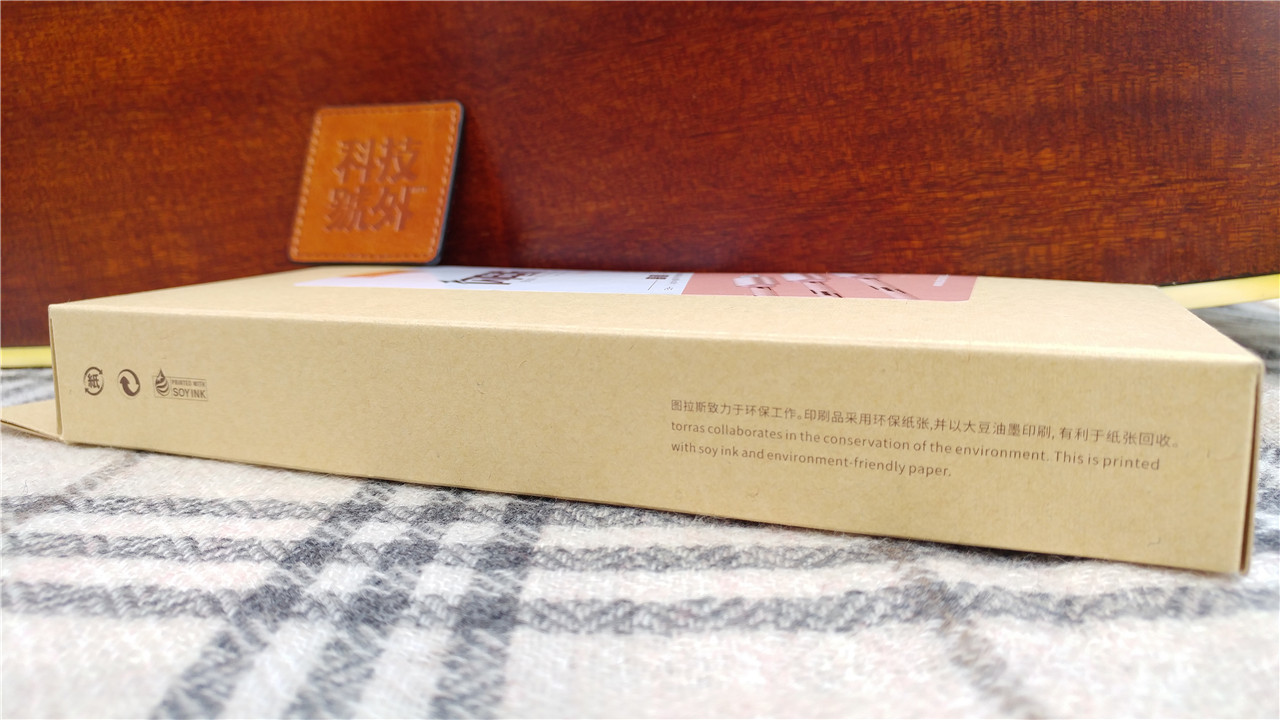 科技
號外
紙
PRINTED WITH
SOY INK
图拉斯致力于环保工作。印刷品采用环保纸张,并以大豆油墨印刷, 有利于纸张回收。
torras collaborates in the conservation of the environment. This is printed
with soy ink and environment-friendly paper.